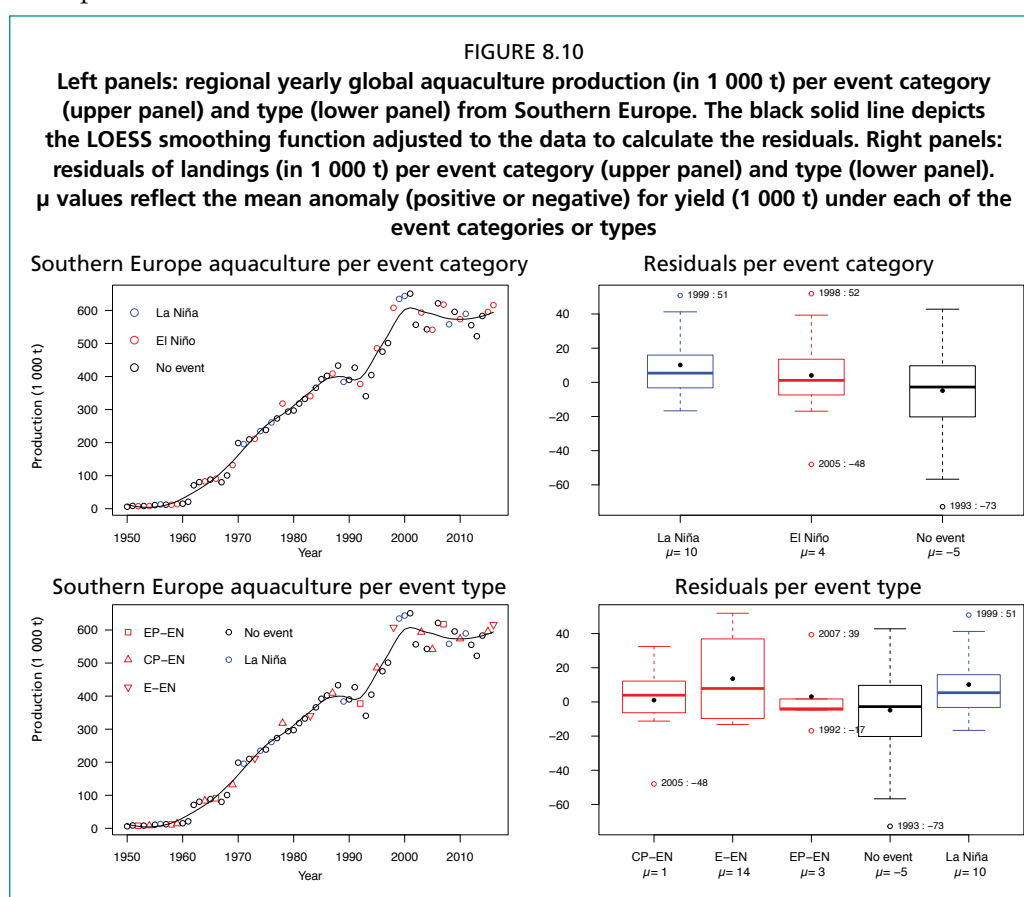 FIGURE 8.10
Left panels: regional yearly global aquaculture production (in 1 000 t) per event category
(upper panel) and type (lower panel) from Southern Europe. The black solid line depicts
the LOESS smoothing function adjusted to the data to calculate the residuals. Right panels:
residuals of landings (in 1 000 t) per event category (upper panel) and type (lower panel).
µ values reflect the mean anomaly (positive or negative) for yield (1 000 t) under each of the
event categories or types
Southern Europe aquaculture per event category
Production (1 000 t)
600
500
400
300
200
100
0
La Niña
El Niño
No event
1950 1960 1970 1980 1990 2000 2010
Year
Residuals per event category
40
20
0
−20
−40
−60
1999 : 51
1998 : 52
2005 : −48
1993 : −73
La Niña El Niño No event
µ= 10 µ= 4 µ= −5
Southern Europe aquaculture per event type
Production (1 000 t)
600
500
400
300
200
100
0
EP−EN No event
CP−EN La Niña
E−EN
1950 1960 1970 1980 1990 2000 2010
Year
Residuals per event type
40
20
0
−20
−40
−60
1999 : 51
2007 : 39
1992 : −17
2005 : −48
1993 : −73
CP−EN E−EN EP−EN No event La Niña
µ= 1 µ= 14 µ= 3 µ= −5 µ= 10